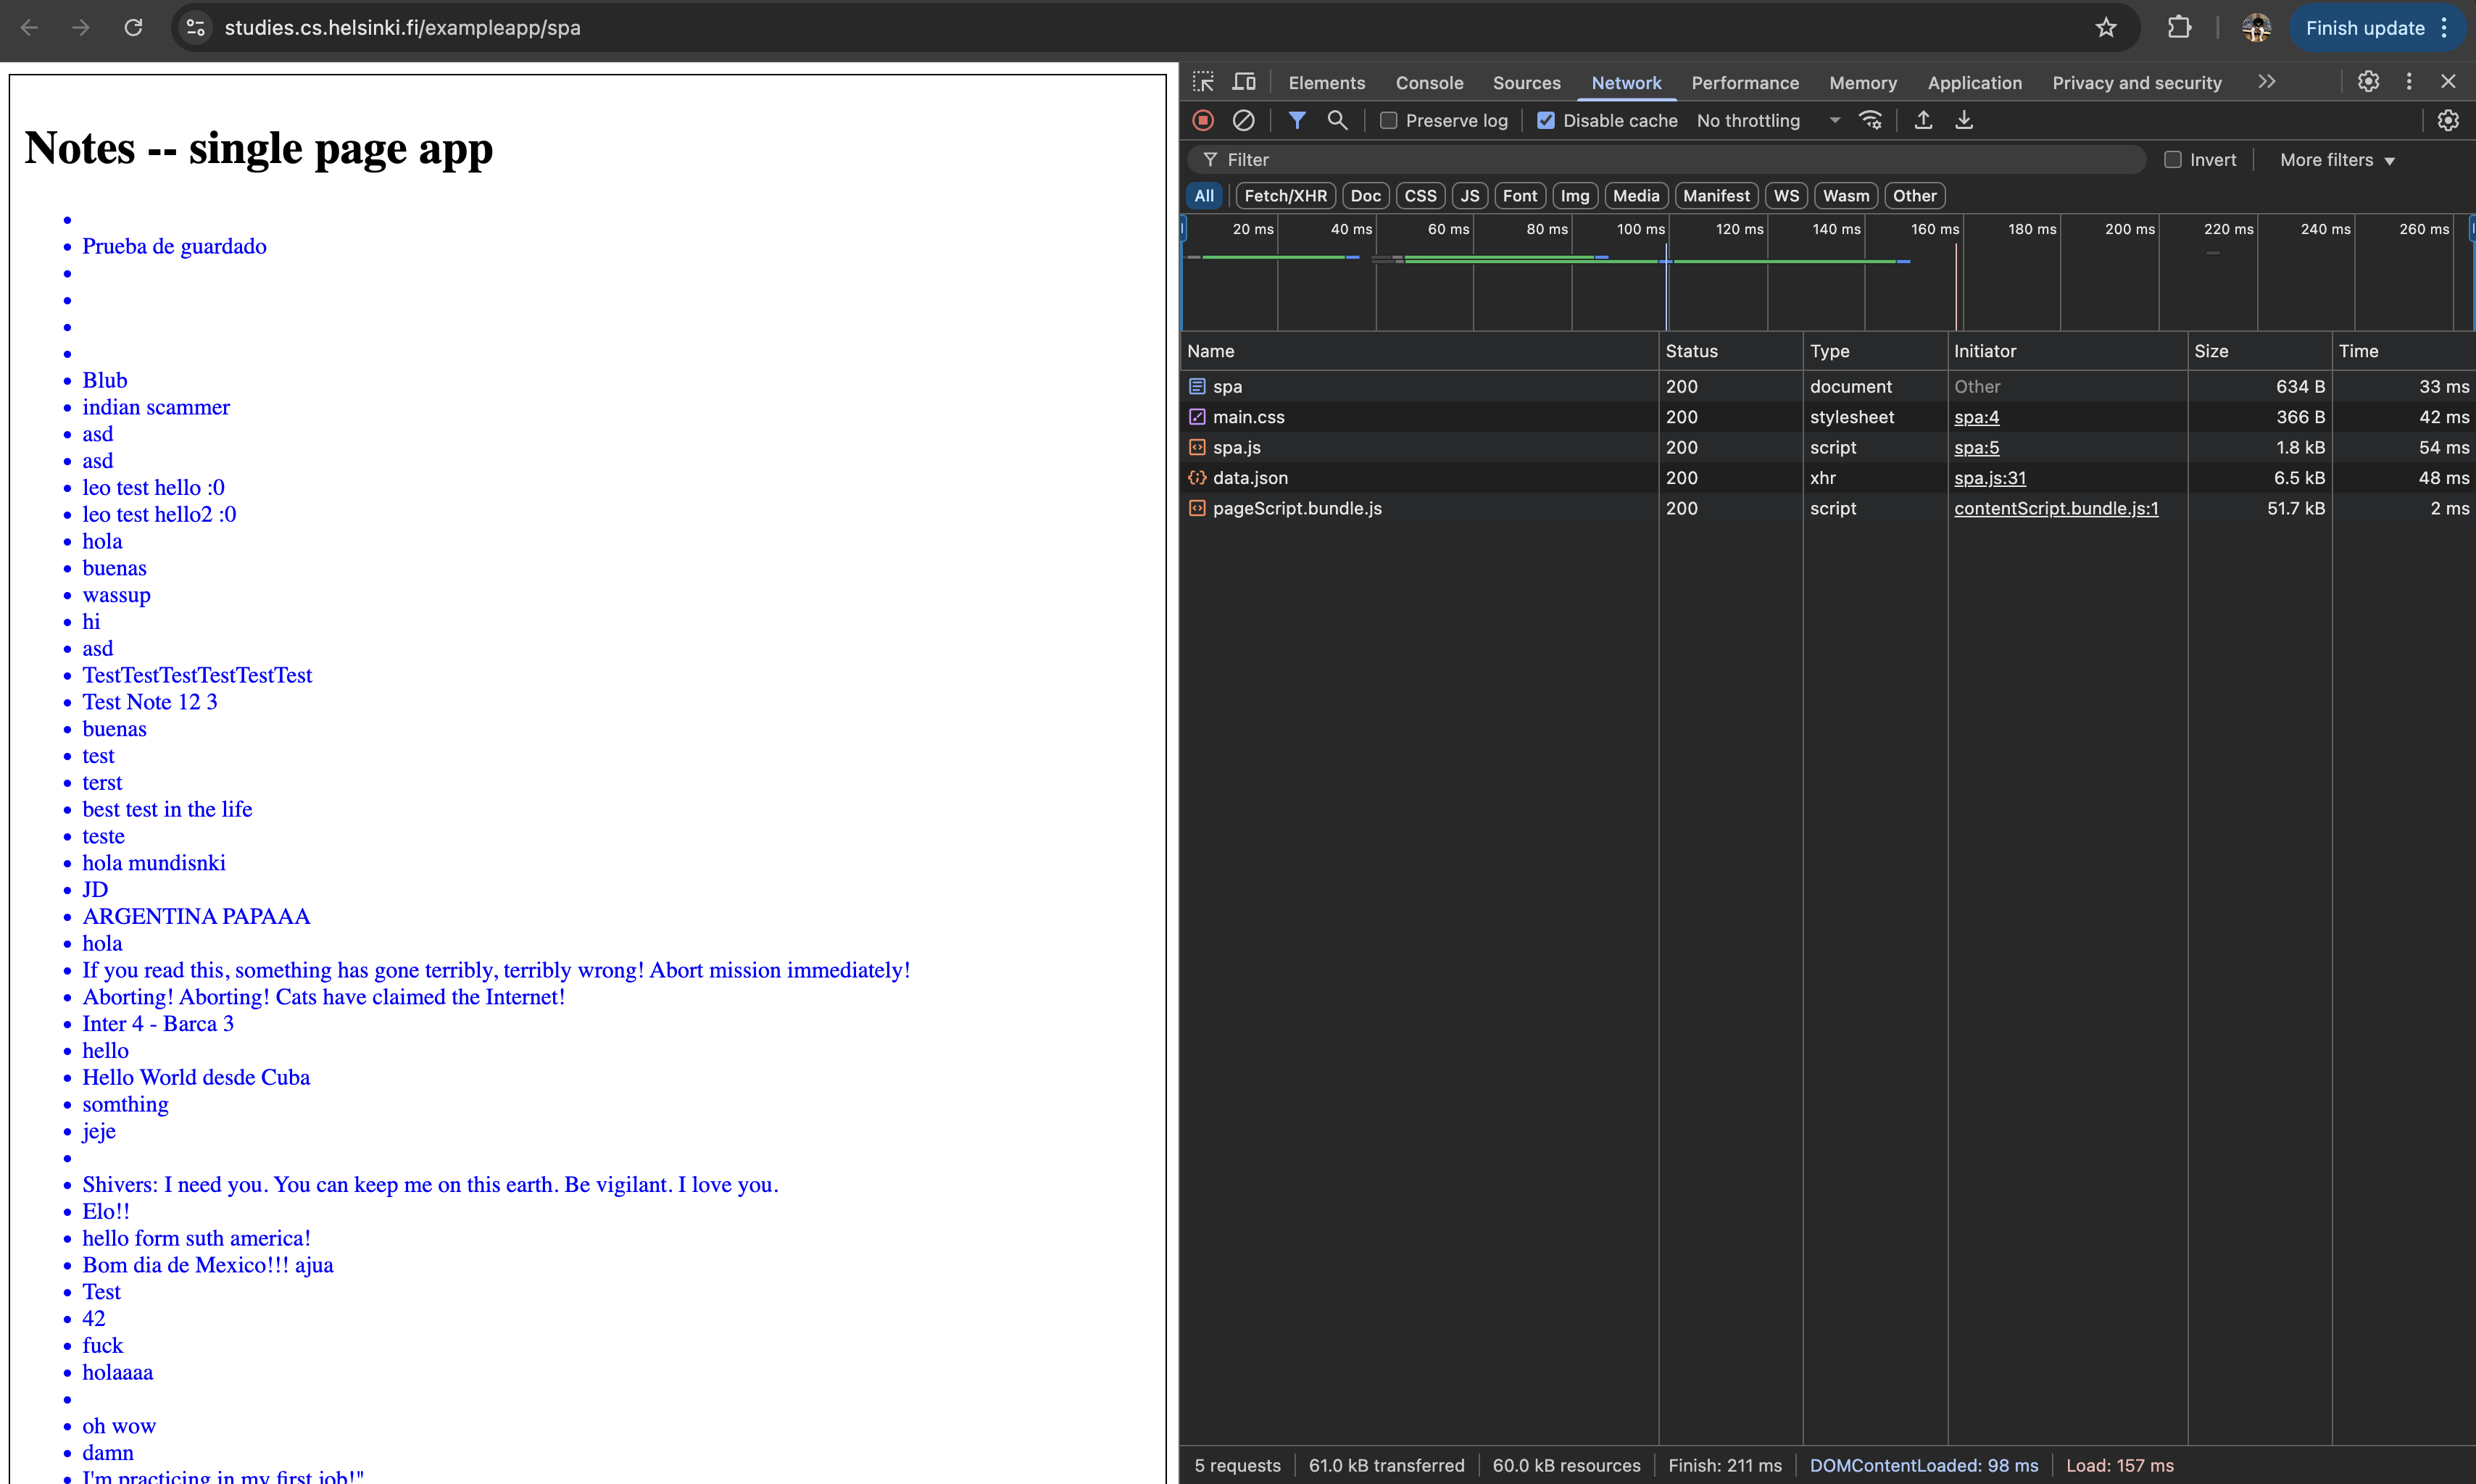 studies.cs.helsinki.fi/exampleapp/spa
Finish update
Notes -- single page app
Prueba de guardado
Blub
indian scammer
asd
asd
leo test hello :0
leo test hello2 :0
hola
buenas
wassup
hi
asd
TestTestTestTestTestTest
Test Note 12 3
buenas
test
terst
best test in the life
teste
hola mundisnki
JD
ARGENTINA PAPAAA
hola
If you read this, something has gone terribly, terribly wrong! Abort mission immediately!
Aborting! Aborting! Cats have claimed the Internet!
Inter 4 - Barca 3
hello
Hello World desde Cuba
somthing
jeje
Shivers: I need you. You can keep me on this earth. Be vigilant. I love you.
Elo!!
hello form suth america!
Bom dia de Mexico!!! ajua
Test
42
fuck
holaaaa
oh wow
damn
I'm practicing in my first job!"
Elements Console Sources Network Performance Memory Application Privacy and security
Preserve log Disable cache No throttling
Filter Invert More filters
All Fetch/XHR Doc CSS JS Font Img Media Manifest WS Wasm Other
20 ms 40 ms 60 ms 80 ms 100 ms 120 ms 140 ms 160 ms 180 ms 200 ms 220 ms 240 ms 260 ms
Name Status Type Initiator Size Time
spa 200 document Other 634 B 33 ms
main.css 200 stylesheet spa:4 366 B 42 ms
spa.js 200 script spa:5 1.8 kB 54 ms
data.json 200 xhr spa.js:31 6.5 kB 48 ms
pageScript.bundle.js 200 script contentScript.bundle.js:1 51.7 kB 2 ms
5 requests 61.0 kB transferred 60.0 kB resources Finish: 211 ms DOMContentLoaded: 98 ms Load: 157 ms